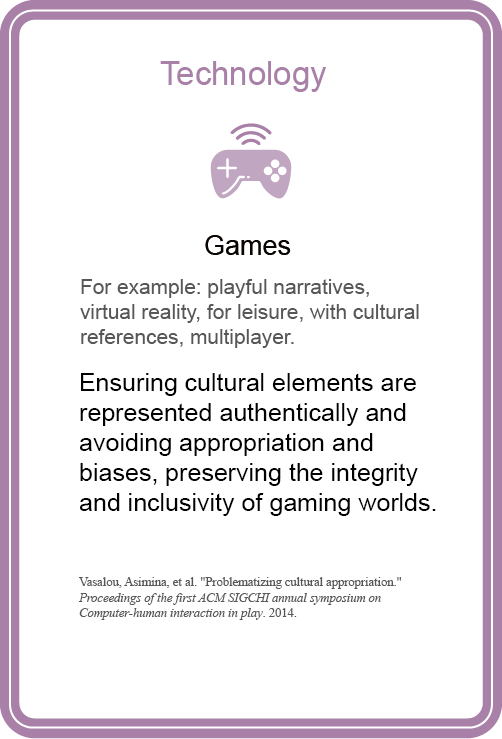 Technology
Games
For example: playful narratives,
virtual reality, for leisure, with cultural
references, multiplayer.
Ensuring cultural elements are
represented authentically and
avoiding appropriation and
biases, preserving the integrity
and inclusivity of gaming worlds.
Vasalou, Asimina, et al. "Problematizing cultural appropriation."
Proceedings of the first ACM SIGCHI annual symposium on
Computer-human interaction in play. 2014.